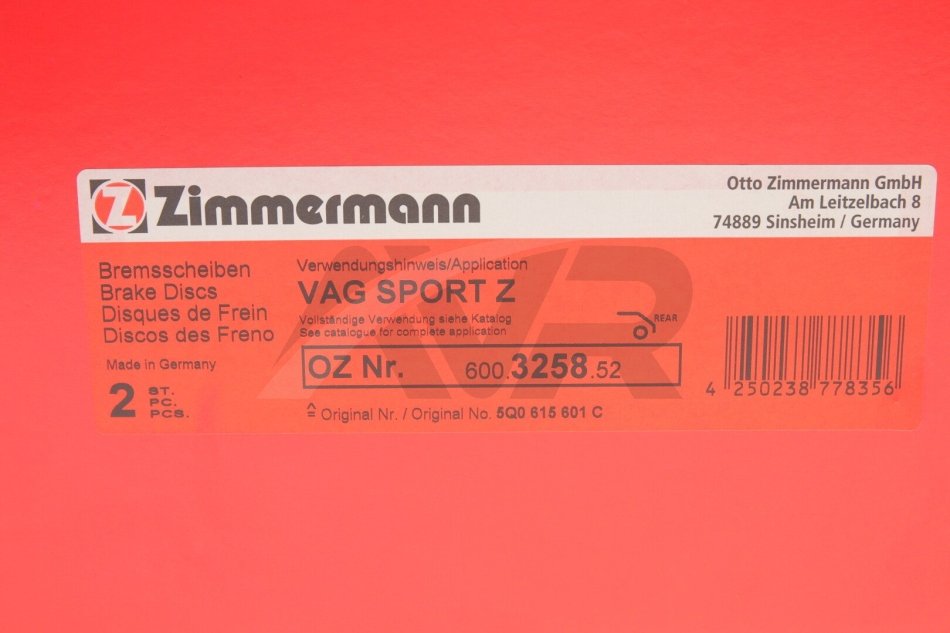 Z Zimmermann
Otto Zimmermann GmbH
Am Leitzelbach 8
74889 Sinsheim / Germany
Bremsscheiben
Brake Discs
Disques de Frein
Discos des Freno
Made in Germany
2 ST.
PC.
PCS.
Verwendungshinweis/Application
VAG SPORT Z
Vollständige Verwendung siehe Katalog
See catalogue for complete application
REAR
OZ Nr. 600.3258.52
≙ Original Nr. / Original No. 5Q0 615 601 C
4 250238 778356
AVR